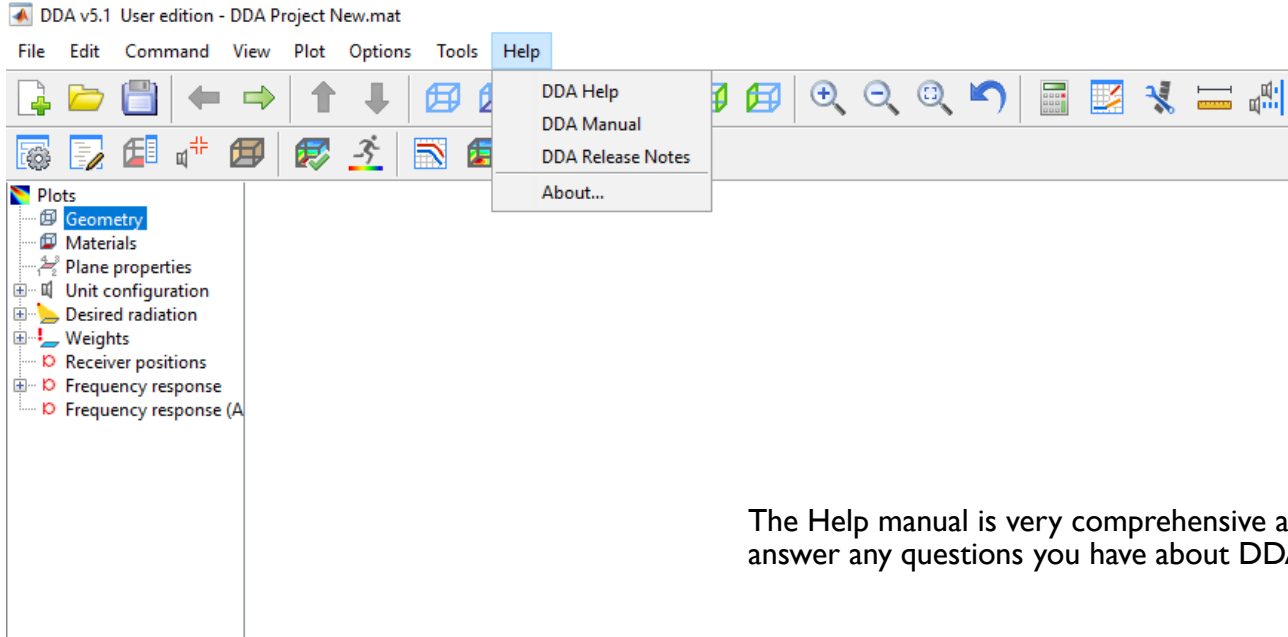 DDA v5.1 User edition - DDA Project New.mat
File Edit Command View Plot Options Tools Help
DDA Help
DDA Manual
DDA Release Notes
About...
Plots
Geometry
Materials
Plane properties
Unit configuration
Desired radiation
Weights
Receiver positions
Frequency response
Frequency response (A
The Help manual is very comprehensive a
answer any questions you have about DDA